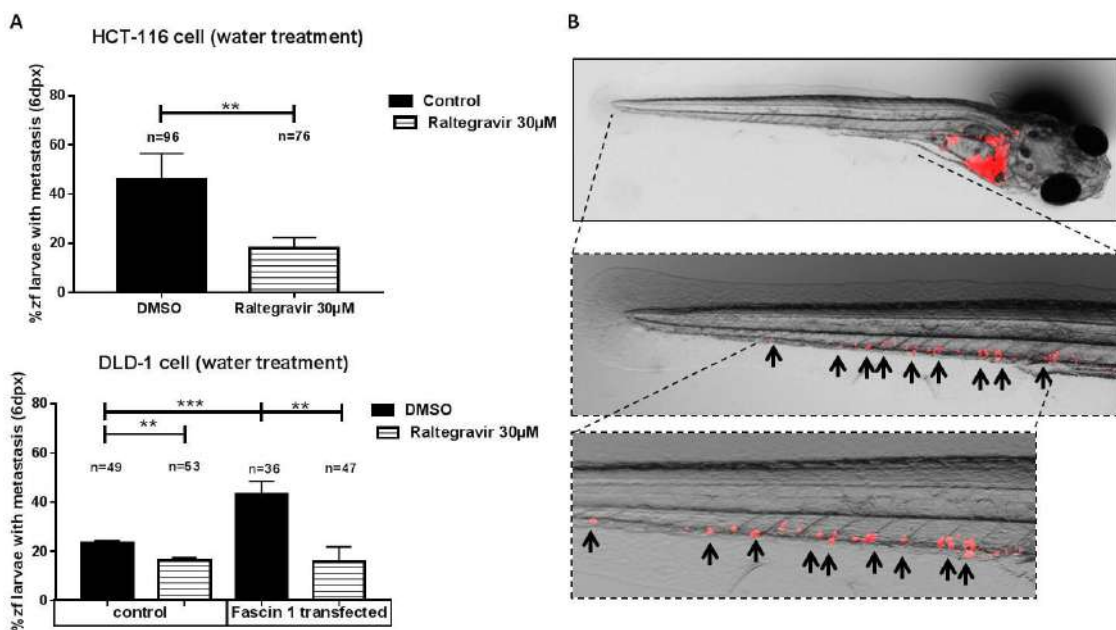 A
HCT-116 cell (water treatment)
% zf larvae with metastasis (6dpx)
80
60
40
20
0
**
n=96
n=76
Control
Raltegravir 30µM
DMSO
Raltegravir 30µM
DLD-1 cell (water treatment)
% zf larvae with metastasis (6dpx)
80
60
40
20
0
***
**
**
n=49
n=53
n=36
n=47
DMSO
Raltegravir 30µM
control
Fascin 1 transfected
B